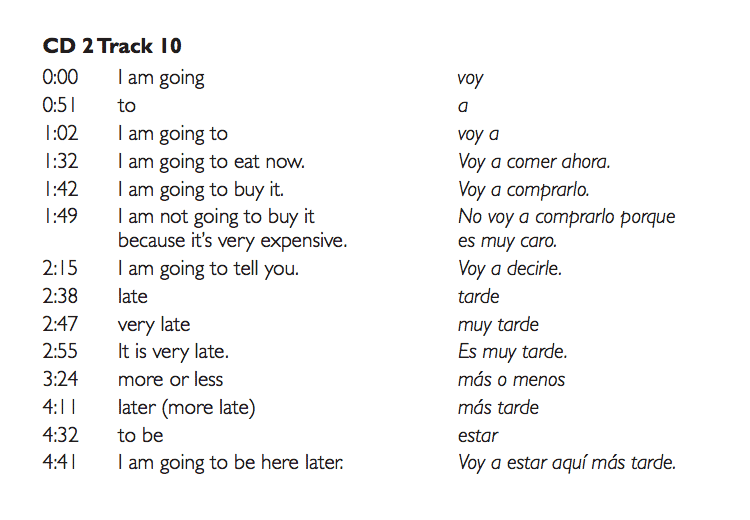 CD 2 Track 10
0:00 I am going voy
0:51 to a
1:02 I am going to voy a
1:32 I am going to eat now. Voy a comer ahora.
1:42 I am going to buy it. Voy a comprarlo.
1:49 I am not going to buy it No voy a comprarlo porque
because it's very expensive. es muy caro.
2:15 I am going to tell you. Voy a decirle.
2:38 late tarde
2:47 very late muy tarde
2:55 It is very late. Es muy tarde.
3:24 more or less más o menos
4:11 later (more late) más tarde
4:32 to be estar
4:41 I am going to be here later. Voy a estar aquí más tarde.